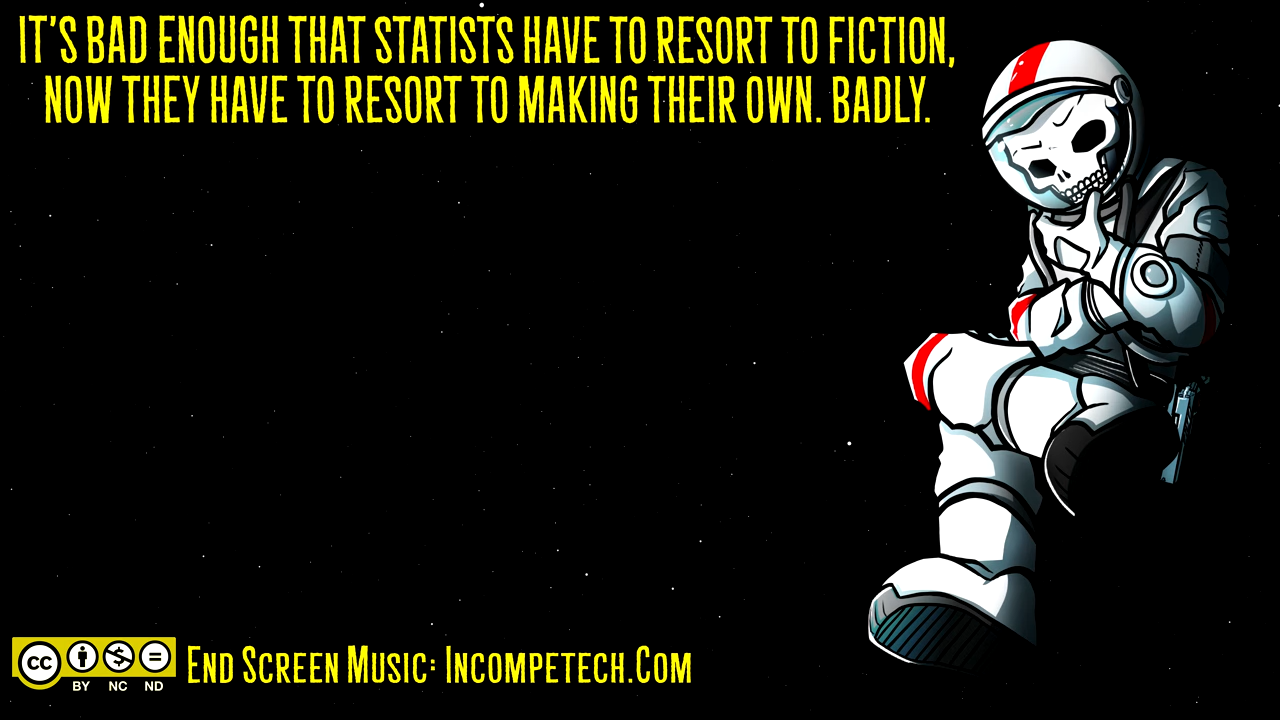 IT'S BAD ENOUGH THAT STATISTS HAVE TO RESORT TO FICTION,
NOW THEY HAVE TO RESORT TO MAKING THEIR OWN. BADLY.
cc BY NC ND
END SCREEN MUSIC: INCOMPETECH.COM